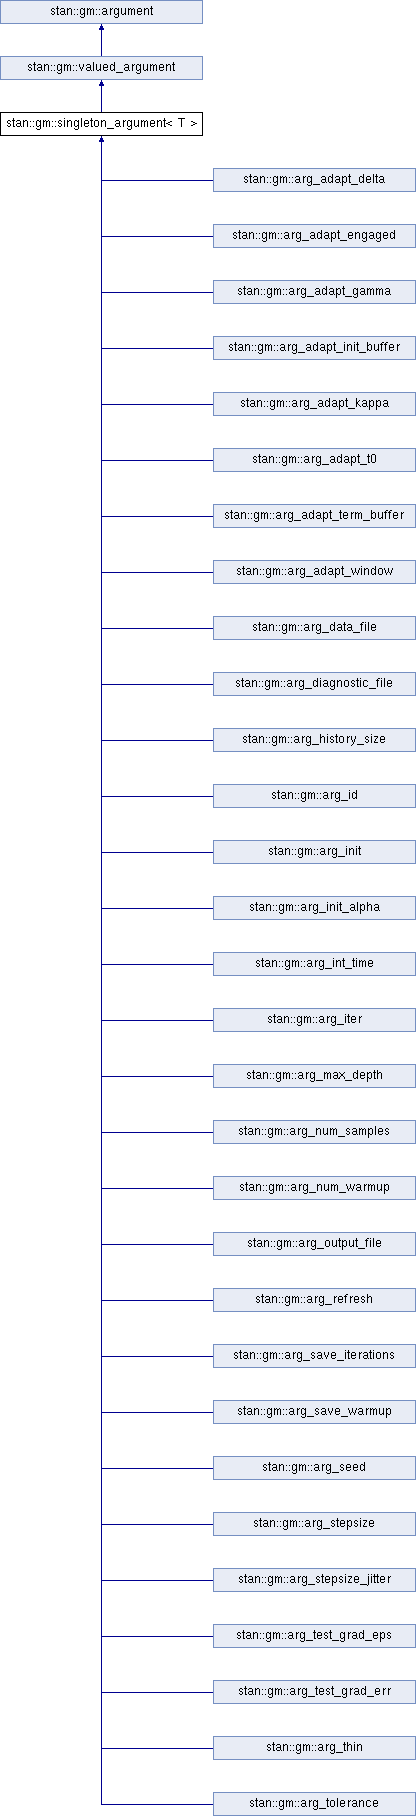 stan::gm::argument
stan::gm::valued_argument
stan::gm::singleton_argument< T >
stan::gm::arg_adapt_delta
stan::gm::arg_adapt_engaged
stan::gm::arg_adapt_gamma
stan::gm::arg_adapt_init_buffer
stan::gm::arg_adapt_kappa
stan::gm::arg_adapt_t0
stan::gm::arg_adapt_term_buffer
stan::gm::arg_adapt_window
stan::gm::arg_data_file
stan::gm::arg_diagnostic_file
stan::gm::arg_history_size
stan::gm::arg_id
stan::gm::arg_init
stan::gm::arg_init_alpha
stan::gm::arg_int_time
stan::gm::arg_iter
stan::gm::arg_max_depth
stan::gm::arg_num_samples
stan::gm::arg_num_warmup
stan::gm::arg_output_file
stan::gm::arg_refresh
stan::gm::arg_save_iterations
stan::gm::arg_save_warmup
stan::gm::arg_seed
stan::gm::arg_stepsize
stan::gm::arg_stepsize_jitter
stan::gm::arg_test_grad_eps
stan::gm::arg_test_grad_err
stan::gm::arg_thin
stan::gm::arg_tolerance